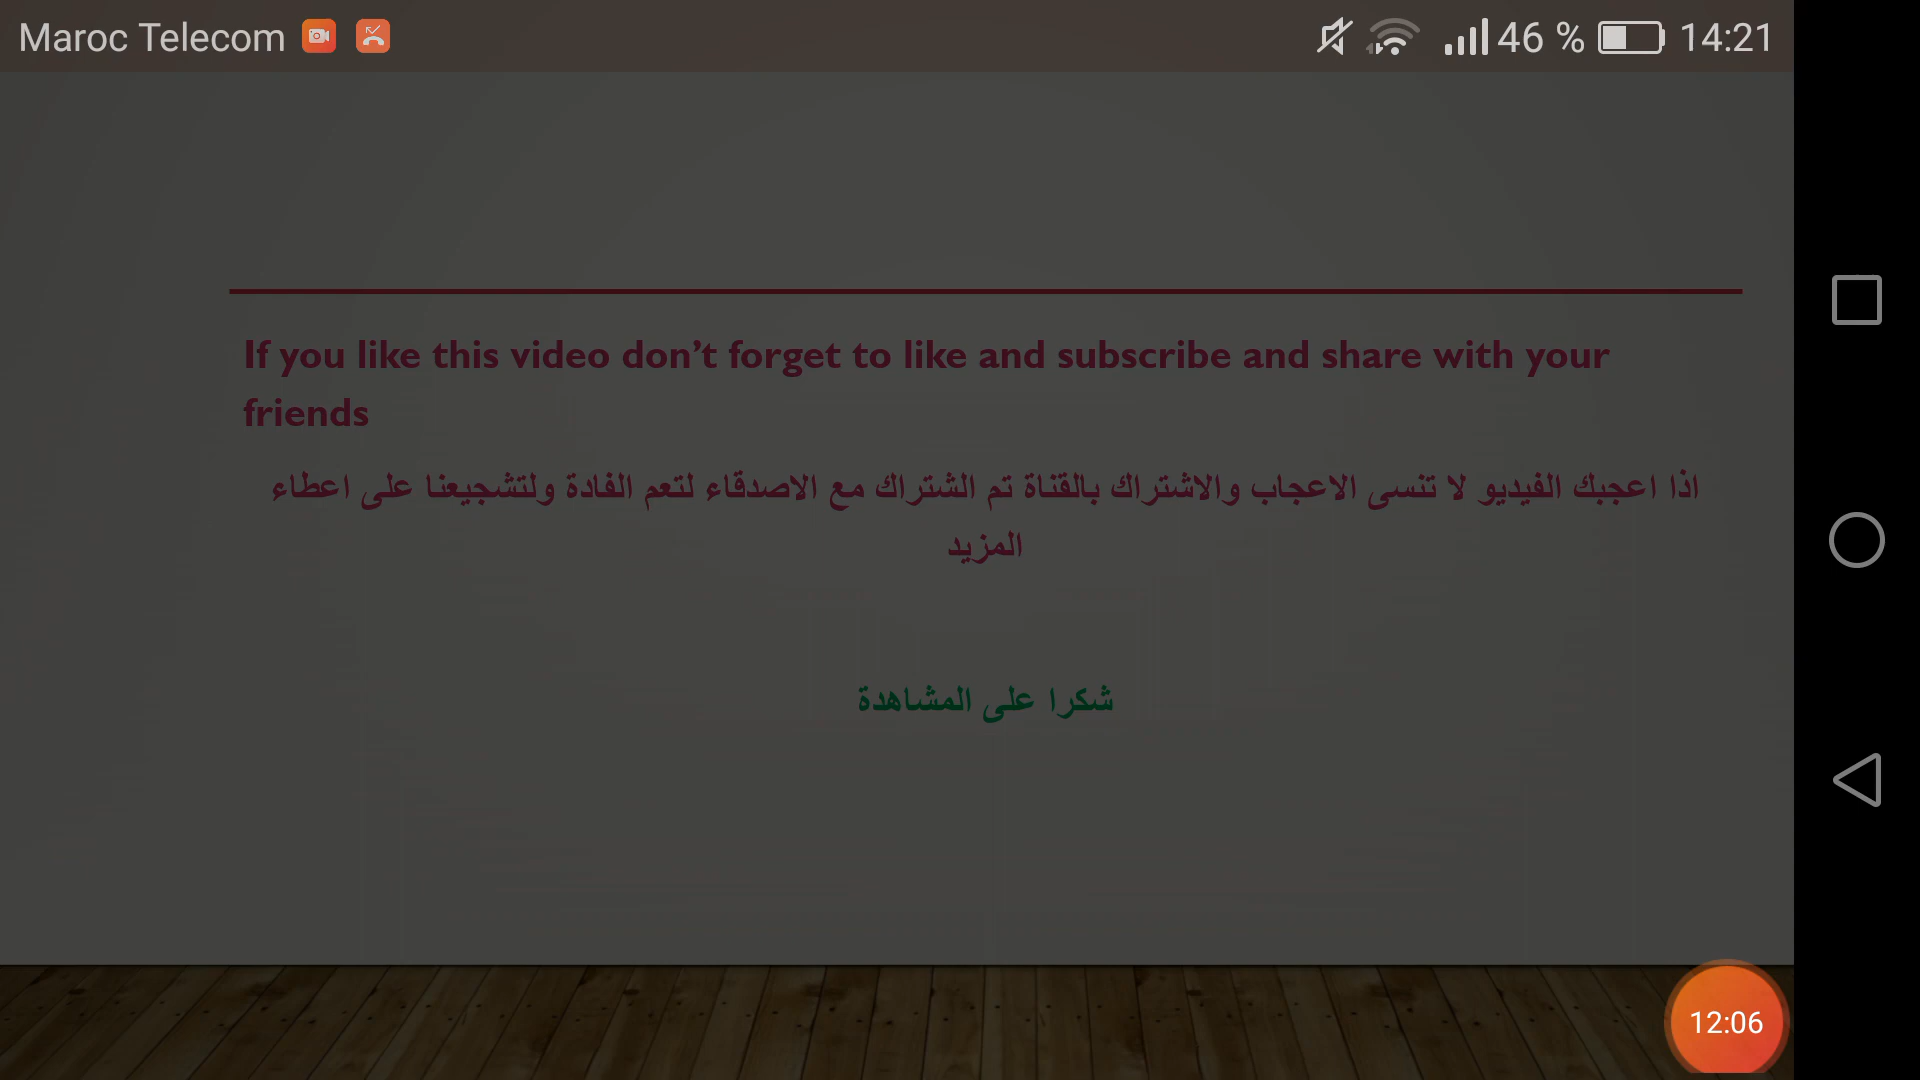 Maroc Telecom
46 %
14:21
If you like this video don’t forget to like and subscribe and share with your
friends
اذا اعجبك الفيديو لا تنسى الاعجاب والاشتراك بالقناة تم الشتراك مع الاصدقاء لتعم الفادة ولتشجيعنا على اعطاء
المزيد
شكرا على المشاهدة
12:06